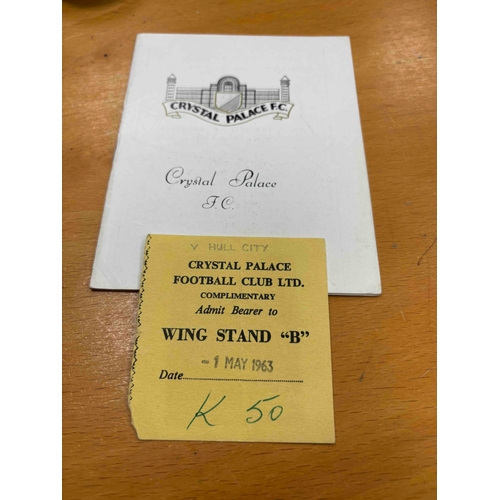 CRYSTAL PALACE F.C.
Crystal Palace
F.C.
V HULL CITY
CRYSTAL PALACE
FOOTBALL CLUB LTD.
COMPLIMENTARY
Admit Bearer to
WING STAND "B"
1 MAY 1963
Date
K 50